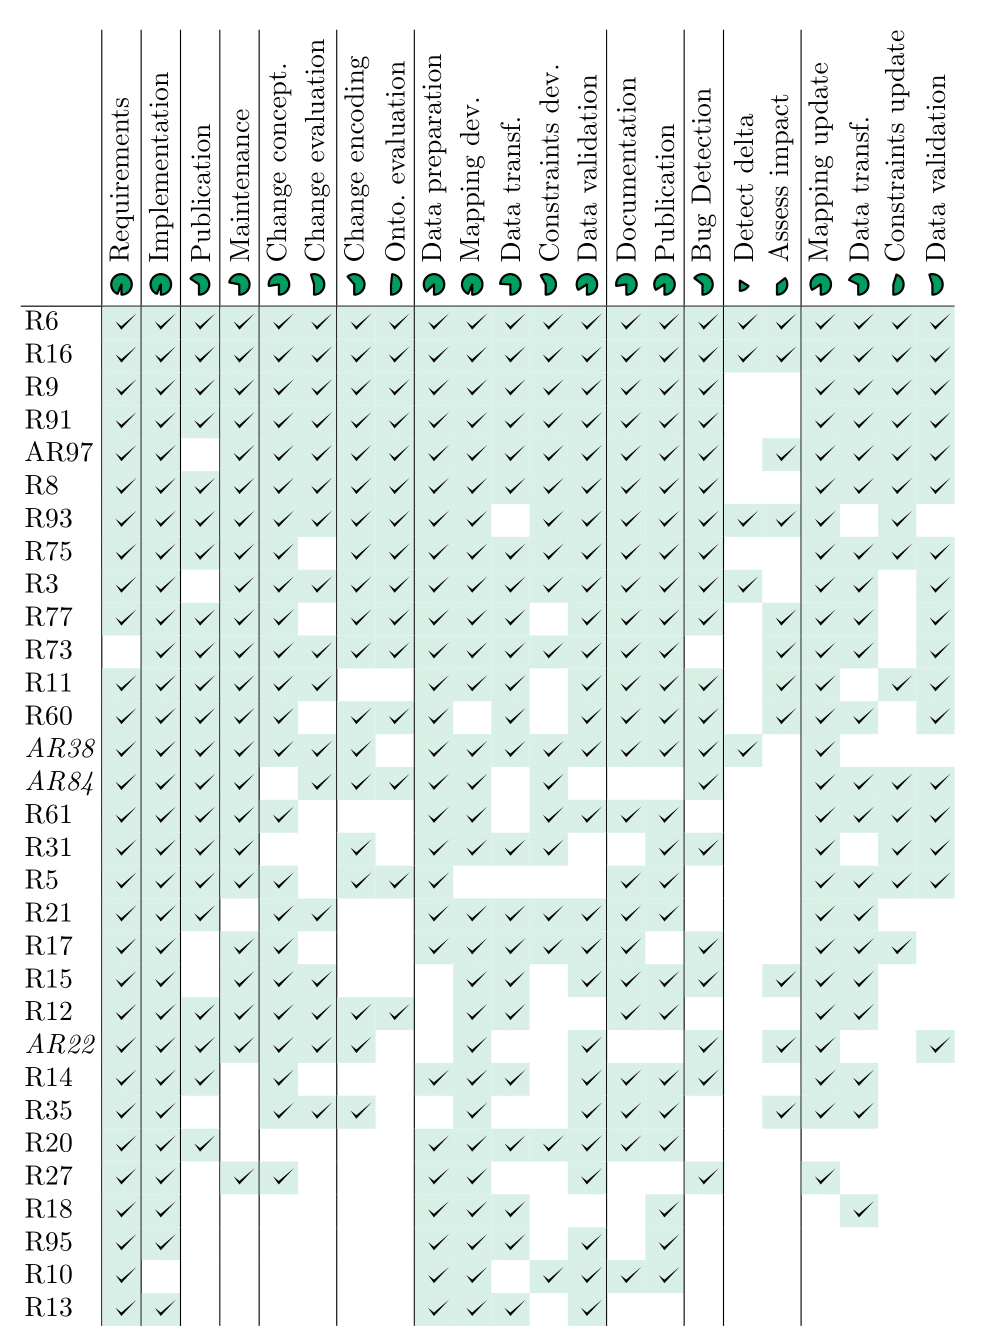 Requirements
Implementation
Publication
Maintenance
Change concept.
Change evaluation
Change encoding
Onto. evaluation
Data preparation
Mapping dev.
Data transf.
Constraints dev.
Data validation
Documentation
Publication
Bug Detection
Detect delta
Assess impact
Mapping update
Data transf.
Constraints update
Data validation
R6
R16
R9
R91
AR97
R8
R93
R75
R3
R77
R73
R11
R60
AR38
AR84
R61
R31
R5
R21
R17
R15
R12
AR22
R14
R35
R20
R27
R18
R95
R10
R13